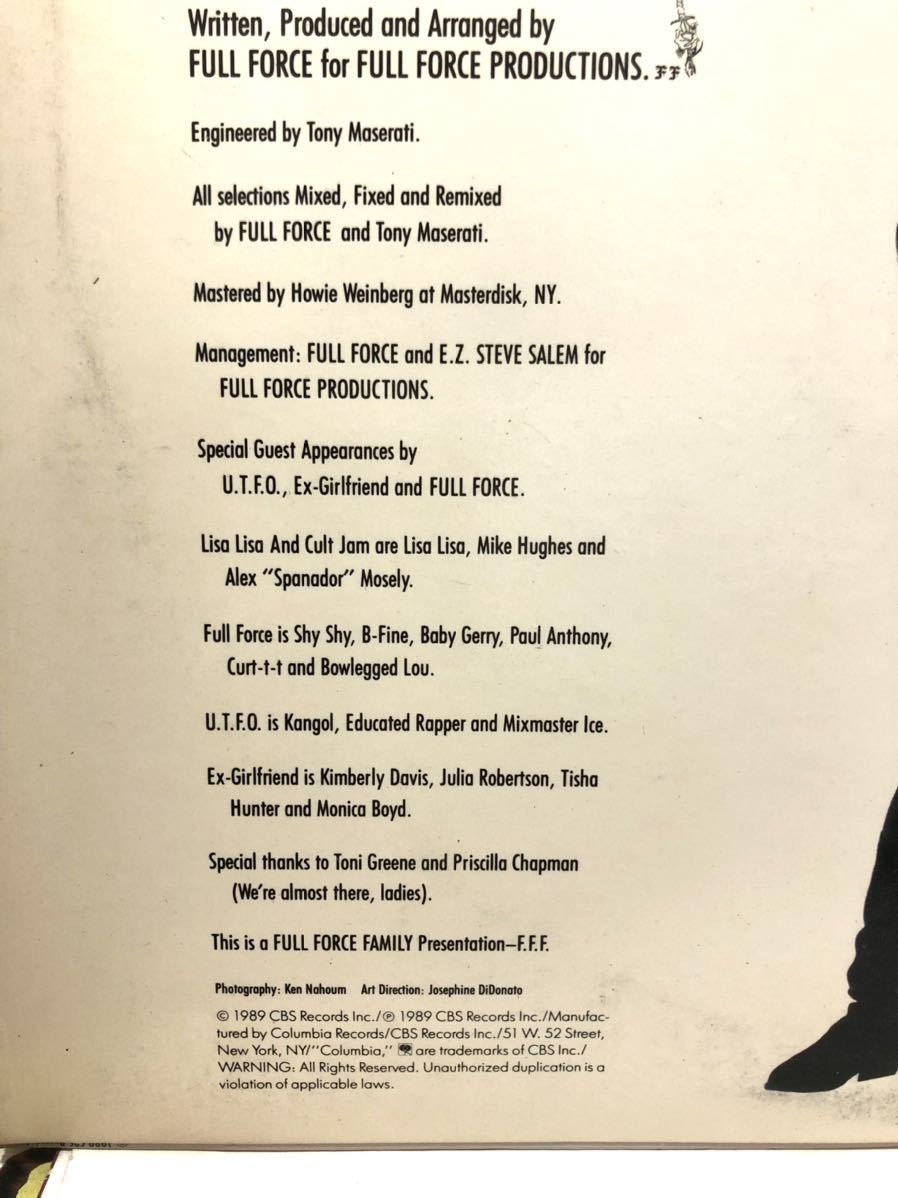 Written, Produced and Arranged by
FULL FORCE for FULL FORCE PRODUCTIONS. FF
Engineered by Tony Maserati.
All selections Mixed, Fixed and Remixed
by FULL FORCE and Tony Maserati.
Mastered by Howie Weinberg at Masterdisk, NY.
Management: FULL FORCE and E.Z. STEVE SALEM for
FULL FORCE PRODUCTIONS.
Special Guest Appearances by
U.T.F.O., Ex-Girlfriend and FULL FORCE.
Lisa Lisa And Cult Jam are Lisa Lisa, Mike Hughes and
Alex "Spanador" Mosely.
Full Force is Shy Shy, B-Fine, Baby Gerry, Paul Anthony,
Curt-t-t and Bowlegged Lou.
U.T.F.O. is Kangol, Educated Rapper and Mixmaster Ice.
Ex-Girlfriend is Kimberly Davis, Julia Robertson, Tisha
Hunter and Monica Boyd.
Special thanks to Toni Greene and Priscilla Chapman
(We're almost there, ladies).
This is a FULL FORCE FAMILY Presentation—F.F.F.
Photography: Ken Nahoum Art Direction: Josephine DiDonato
© 1989 CBS Records Inc./℗ 1989 CBS Records Inc./Manufac-
tured by Columbia Records/CBS Records Inc./51 W. 52 Street,
New York, NY/"Columbia," are trademarks of CBS Inc./
WARNING: All Rights Reserved. Unauthorized duplication is a
violation of applicable laws.